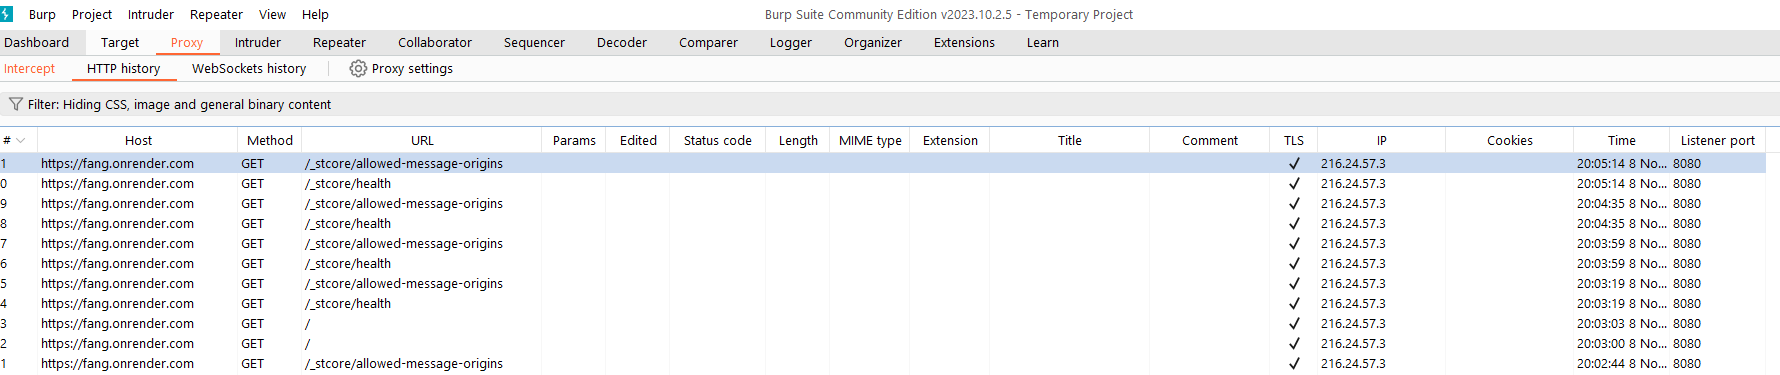 Burp Project Intruder Repeater View Help Burp Suite Community Edition v2023.10.2.5 - Temporary Project
Dashboard Target Proxy Intruder Repeater Collaborator Sequencer Decoder Comparer Logger Organizer Extensions Learn
Intercept HTTP history WebSockets history Proxy settings
Filter: Hiding CSS, image and general binary content
# Host Method URL Params Edited Status code Length MIME type Extension Title Comment TLS IP Cookies Time Listener port
1 https://fang.onrender.com GET /_stcore/allowed-message-origins ✓ 216.24.57.3 20:05:14 8 No... 8080
0 https://fang.onrender.com GET /_stcore/health ✓ 216.24.57.3 20:05:14 8 No... 8080
9 https://fang.onrender.com GET /_stcore/allowed-message-origins ✓ 216.24.57.3 20:04:35 8 No... 8080
8 https://fang.onrender.com GET /_stcore/health ✓ 216.24.57.3 20:04:35 8 No... 8080
7 https://fang.onrender.com GET /_stcore/allowed-message-origins ✓ 216.24.57.3 20:03:59 8 No... 8080
6 https://fang.onrender.com GET /_stcore/health ✓ 216.24.57.3 20:03:59 8 No... 8080
5 https://fang.onrender.com GET /_stcore/allowed-message-origins ✓ 216.24.57.3 20:03:19 8 No... 8080
4 https://fang.onrender.com GET /_stcore/health ✓ 216.24.57.3 20:03:19 8 No... 8080
3 https://fang.onrender.com GET / ✓ 216.24.57.3 20:03:03 8 No... 8080
2 https://fang.onrender.com GET / ✓ 216.24.57.3 20:03:00 8 No... 8080
1 https://fang.onrender.com GET /_stcore/allowed-message-origins ✓ 216.24.57.3 20:02:44 8 No... 8080